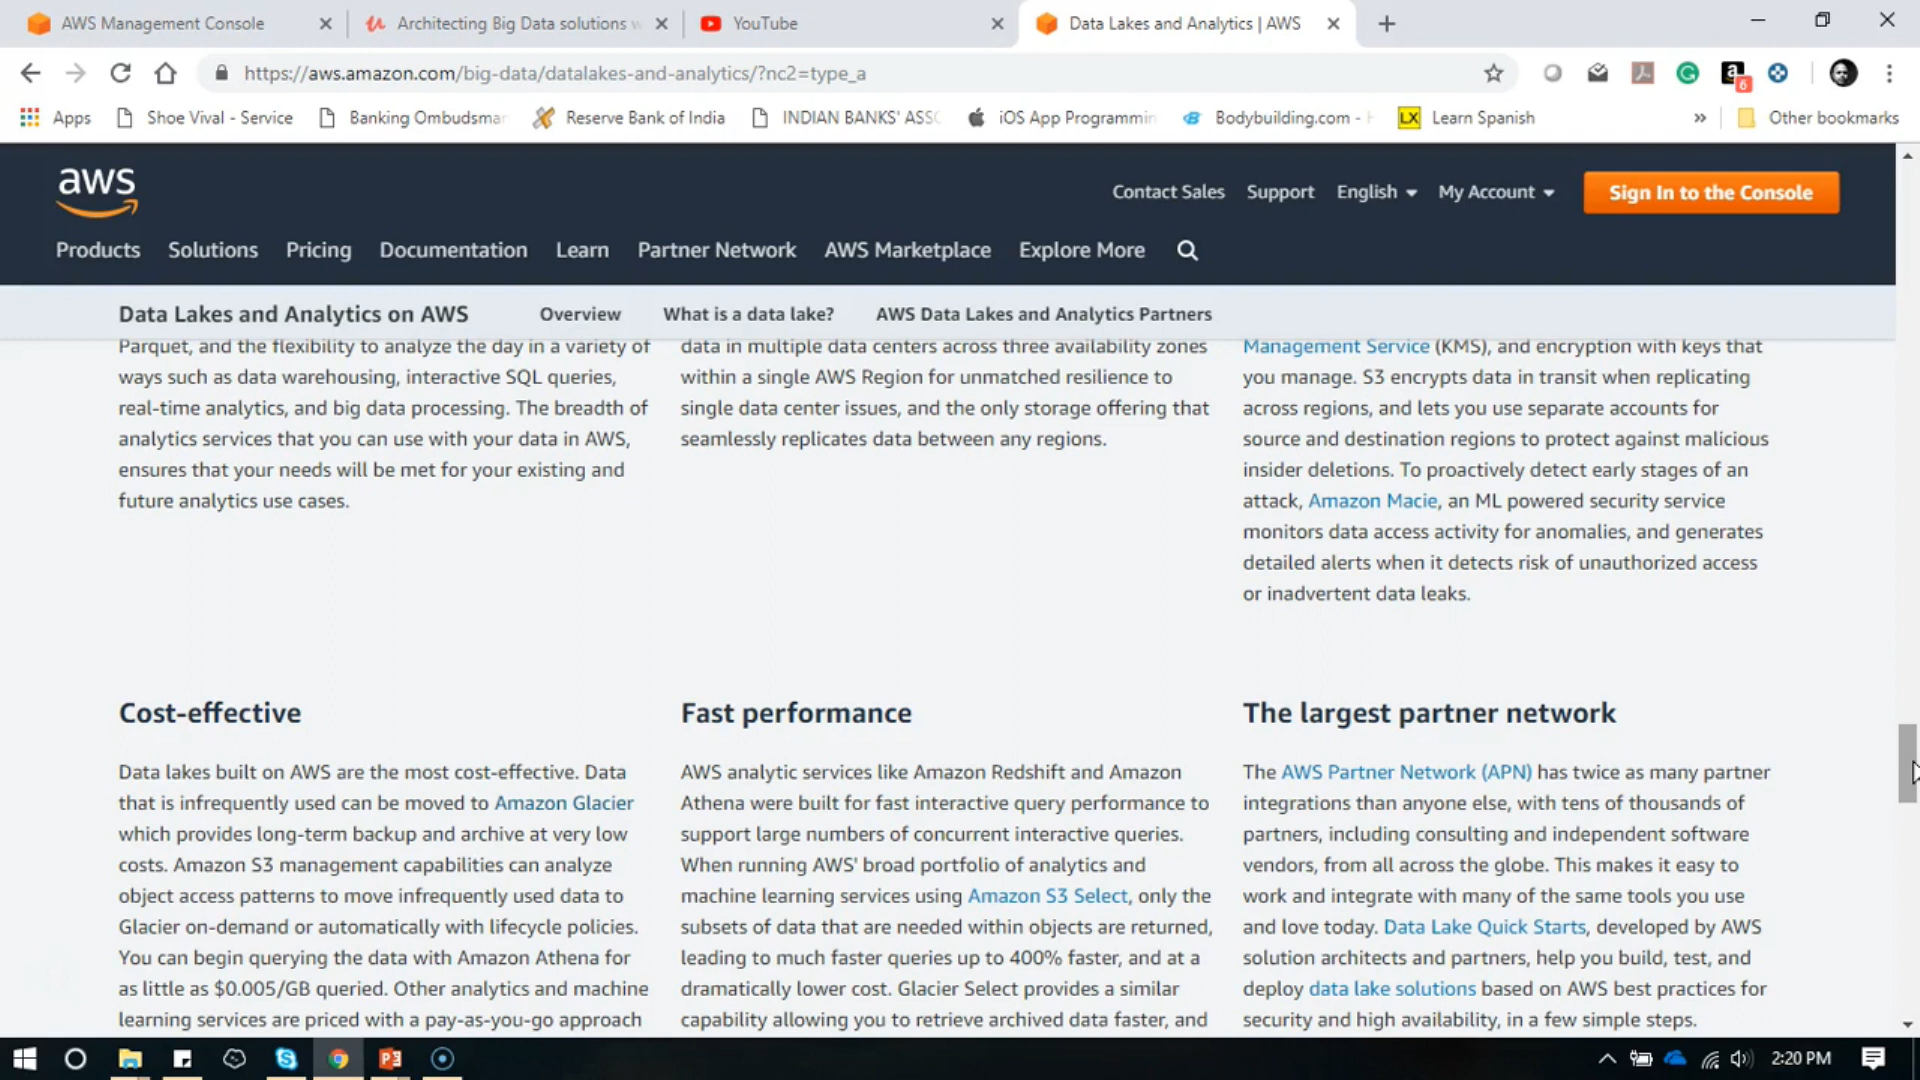 AWS Management Console
Architecting Big Data solutions w
YouTube
Data Lakes and Analytics | AWS
https://aws.amazon.com/big-data/datalakes-and-analytics/?nc2=type_a
6
Apps
Shoe Vival - Service
Banking Ombudsmar
Reserve Bank of India
INDIAN BANKS' ASSC
iOS App Programmin
Bodybuilding.com - H
LX
Learn Spanish
»
Other bookmarks
aws
Contact Sales
Support
English
My Account
Sign In to the Console
Products
Solutions
Pricing
Documentation
Learn
Partner Network
AWS Marketplace
Explore More
Data Lakes and Analytics on AWS
Overview
What is a data lake?
AWS Data Lakes and Analytics Partners
Parquet, and the flexibility to analyze the day in a variety of
ways such as data warehousing, interactive SQL queries,
real-time analytics, and big data processing. The breadth of
analytics services that you can use with your data in AWS,
ensures that your needs will be met for your existing and
future analytics use cases.
data in multiple data centers across three availability zones
within a single AWS Region for unmatched resilience to
single data center issues, and the only storage offering that
seamlessly replicates data between any regions.
Management Service (KMS), and encryption with keys that
you manage. S3 encrypts data in transit when replicating
across regions, and lets you use separate accounts for
source and destination regions to protect against malicious
insider deletions. To proactively detect early stages of an
attack, Amazon Macie, an ML powered security service
monitors data access activity for anomalies, and generates
detailed alerts when it detects risk of unauthorized access
or inadvertent data leaks.
Cost-effective
Data lakes built on AWS are the most cost-effective. Data
that is infrequently used can be moved to Amazon Glacier
which provides long-term backup and archive at very low
costs. Amazon S3 management capabilities can analyze
object access patterns to move infrequently used data to
Glacier on-demand or automatically with lifecycle policies.
You can begin querying the data with Amazon Athena for
as little as $0.005/GB queried. Other analytics and machine
learning services are priced with a pay-as-you-go approach
Fast performance
AWS analytic services like Amazon Redshift and Amazon
Athena were built for fast interactive query performance to
support large numbers of concurrent interactive queries.
When running AWS' broad portfolio of analytics and
machine learning services using Amazon S3 Select, only the
subsets of data that are needed within objects are returned,
leading to much faster queries up to 400% faster, and at a
dramatically lower cost. Glacier Select provides a similar
capability allowing you to retrieve archived data faster, and
The largest partner network
The AWS Partner Network (APN) has twice as many partner
integrations than anyone else, with tens of thousands of
partners, including consulting and independent software
vendors, from all across the globe. This makes it easy to
work and integrate with many of the same tools you use
and love today. Data Lake Quick Starts, developed by AWS
solution architects and partners, help you build, test, and
deploy data lake solutions based on AWS best practices for
security and high availability, in a few simple steps.
2:20 PM